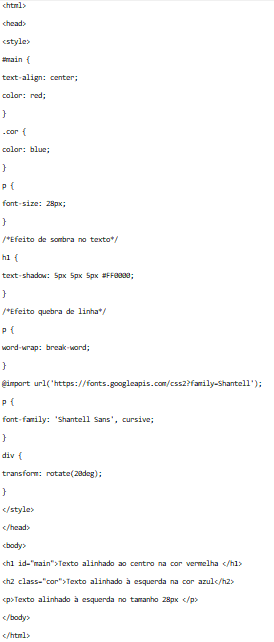 <html>
<head>
<style>
#main {
text-align: center;
color: red;
}
.cor {
color: blue;
}
p {
font-size: 28px;
}
/*Efeito de sombra no texto*/
h1 {
text-shadow: 5px 5px 5px #FF0000;
}
/*Efeito quebra de linha*/
p {
word-wrap: break-word;
}
@import url('https://fonts.googleapis.com/css2?family=Shantell');
p {
font-family: 'Shantell Sans', cursive;
}
div {
transform: rotate(20deg);
}
</style>
</head>
<body>
<h1 id="main">Texto alinhado ao centro na cor vermelha </h1>
<h2 class="cor">Texto alinhado à esquerda na cor azul</h2>
<p>Texto alinhado à esquerda no tamanho 28px </p>
</body>
</html>